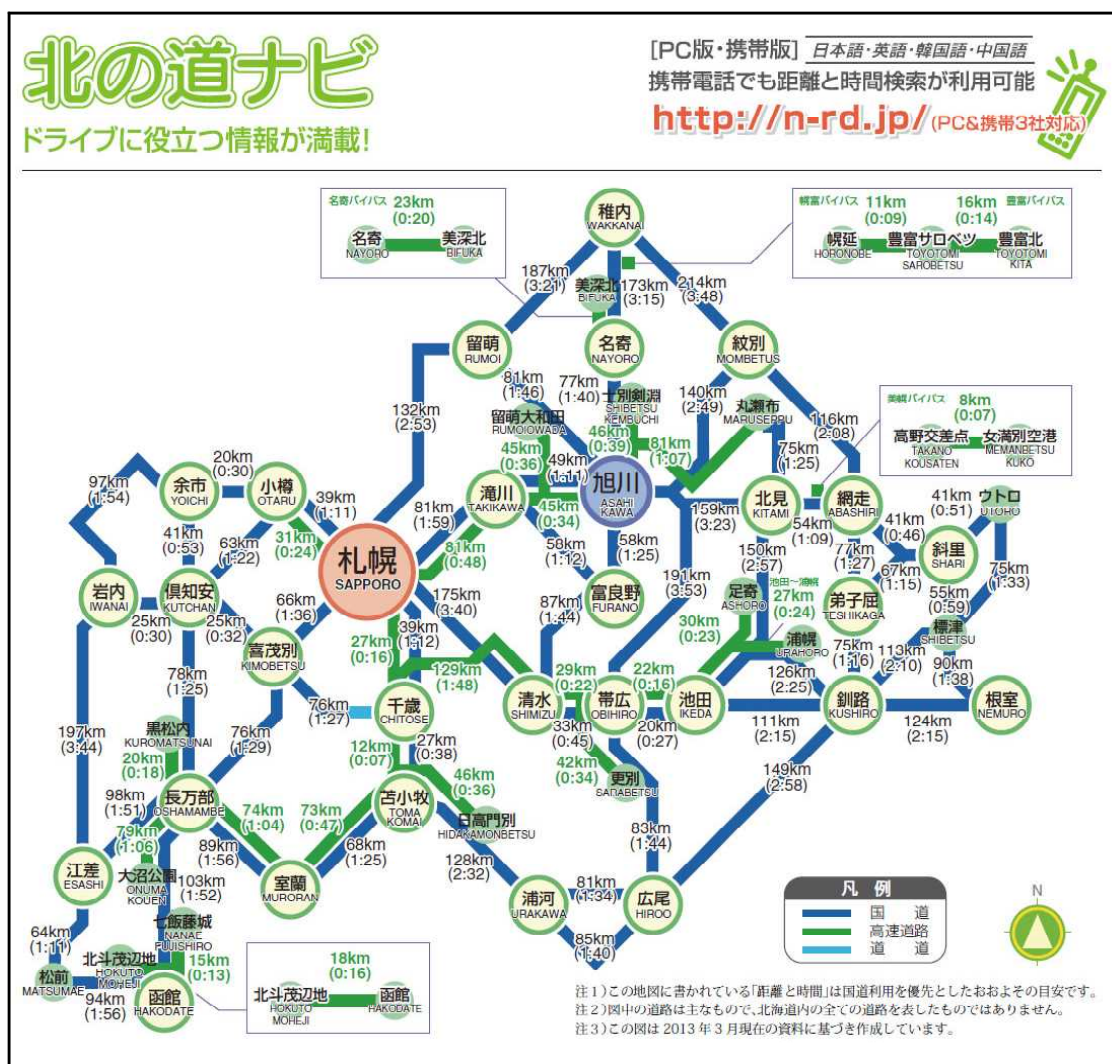 北の道ナビ
ドライブに役立つ情報が満載!
[PC版・携帯版] 日本語・英語・韓国語・中国語
携帯電話でも距離と時間検索が利用可能
http://n-rd.jp/(PC&携帯3社対応)
名寄バイパス 23km
(0:20)
名寄
NAYORO
美深北
BIFUKA
稚内
WAKKANAI
幌富バイパス 11km
(0:09)
16km 豊富バイパス
(0:14)
幌延
HORONOBE
豊富サロベツ
TOYOTOMI
SAROBETSU
豊富北
TOYOTOMI
KITA
187km
(3:21)
美深北
BIFUKA
173km
(3:15)
214km
(3:48)
留萌
RUMOI
名寄
NAYORO
紋別
MOMBETUS
81km
(1:46)
77km
(1:40)
士別剣淵
SHIBETSU
KEMBUCHI
140km
(2:49)
丸瀬布
MARUSEPPU
116km
(2:08)
美幌バイパス 8km
(0:07)
高野交差点
TAKANO
KOUSATEN
女満別空港
MEMANBETSU
KUKO
132km
(2:53)
留萌大和田
RUMOIOWADA
45km
(0:36)
46km
(0:39)
81km
(1:07)
75km
(1:25)
20km
(0:30)
97km
(1:54)
余市
YOICHI
小樽
OTARU
39km
(1:11)
滝川
TAKIKAWA
49km
(1:11)
45km
(0:34)
旭川
ASAHI
KAWA
159km
(3:23)
北見
KITAMI
54km
(1:09)
網走
ABASHIRI
41km
(0:51)
ウトロ
UTORO
41km
(0:46)
斜里
SHARI
75km
(1:33)
41km
(0:53)
63km
(1:22)
31km
(0:24)
札幌
SAPPORO
81km
(1:59)
81km
(0:48)
58km
(1:12)
58km
(1:25)
191km
(3:53)
150km
(2:57)
77km
(1:27)
67km
(1:15)
岩内
IWANAI
25km
(0:30)
倶知安
KUTCHAN
25km
(0:32)
66km
(1:36)
175km
(3:40)
87km
(1:44)
富良野
FURANO
足寄
ASHORO
30km
(0:23)
池田~浦幌
27km
(0:24)
弟子屈
TESHIKAGA
55km
(0:59)
標津
SHIBETSU
喜茂別
KIMOBETSU
39km
(1:12)
27km
(0:16)
129km
(1:48)
浦幌
URAHORO
75km
(1:16)
113km
(2:10)
90km
(1:38)
78km
(1:25)
76km
(1:27)
千歳
CHITOSE
清水
SHIMIZU
29km
(0:22)
帯広
OBIHIRO
22km
(0:16)
池田
IKEDA
126km
(2:25)
釧路
KUSHIRO
根室
NEMURO
197km
(3:44)
黒松内
KUROMATSUNAI
20km
(0:18)
76km
(1:29)
12km
(0:07)
27km
(0:38)
33km
(0:45)
20km
(0:27)
111km
(2:15)
124km
(2:15)
46km
(0:36)
42km
(0:34)
更別
SARABETSU
98km
(1:51)
長万部
OSHAMAMBE
74km
(1:04)
73km
(0:47)
苫小牧
TOMA
KOMAI
日高門別
HIDAKAMONBETSU
149km
(2:58)
79km
(1:06)
89km
(1:56)
68km
(1:25)
128km
(2:32)
83km
(1:44)
江差
ESASHI
大沼公園
ONUMA
KOUEN
103km
(1:52)
室蘭
MURORAN
浦河
URAKAWA
81km
(1:34)
広尾
HIROO
85km
(1:40)
64km
(1:11)
七飯藤城
NANAE
FUJISHIRO
北斗茂辺地
HOKUTO
MOHEJI
15km
(0:13)
松前
MATSUMAE
94km
(1:56)
函館
HAKODATE
18km
(0:16)
北斗茂辺地
HOKUTO
MOHEJI
函館
HAKODATE
凡例
国道
高速道路
道道
N
注1)この地図に書かれている「距離と時間」は国道利用を優先としたおおよその目安です。
注2)図中の道路は主なもので、北海道内の全ての道路を表したものではありません。
注3)この図は2013年3月現在の資料に基づき作成しています。